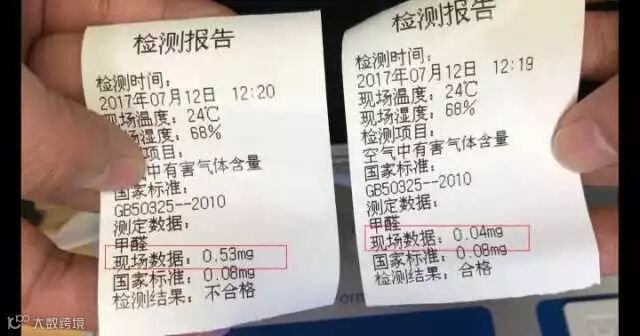 检测报告
检测时间：
2017年07月12日 12:20
现场温度：24℃
场湿度：68%
项目：
中有害气体含量
国家标准：
GB50325--2010
测定数据：
甲醛
现场数据：0.53mg
国家标准：0.08mg
检测结果：不合格
检测报告
检测时间：
2017年07月12日 12:19
现场温度：24℃
现场湿度：68%
检测项目：
空气中有害气体含量
国家标准：
GB50325--2010
测定数据：
甲醛
现场数据：0.04mg
国家标准：0.08mg
检测结果：合格
大数跨境